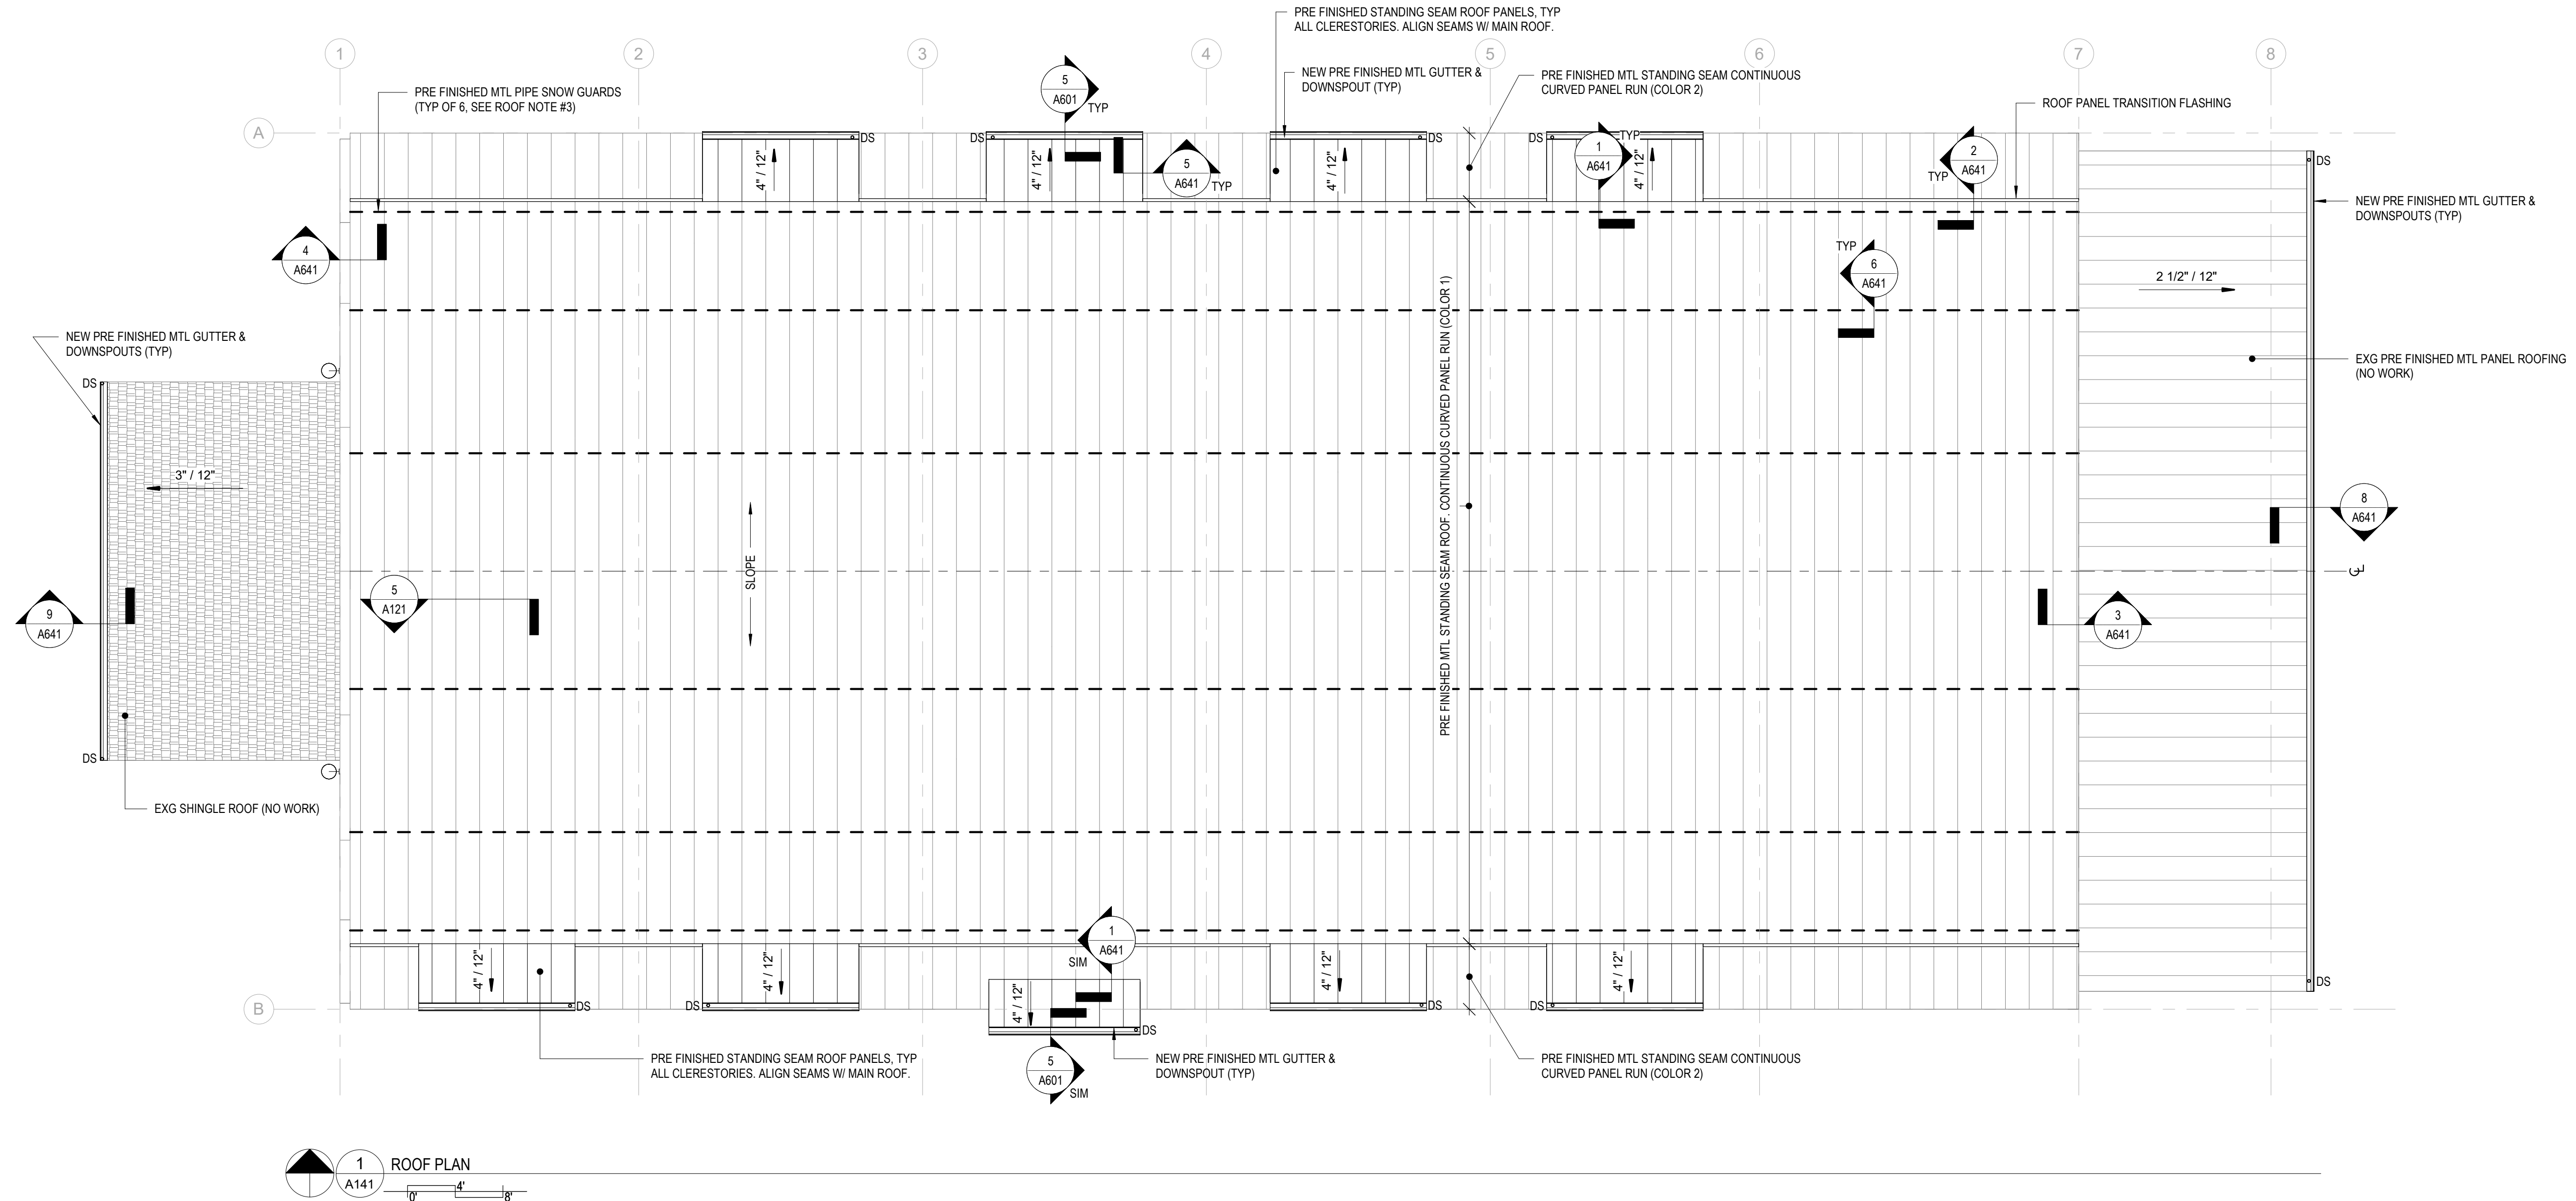 PRE FINISHED STANDING SEAM ROOF PANELS, TYP
ALL CLERESTORIES. ALIGN SEAMS W/ MAIN ROOF.
1
2
3
4
5
6
7
8
NEW PRE FINISHED MTL GUTTER &
DOWNSPOUT (TYP)
PRE FINISHED MTL STANDING SEAM CONTINUOUS
CURVED PANEL RUN (COLOR 2)
PRE FINISHED MTL PIPE SNOW GUARDS
(TYP OF 6, SEE ROOF NOTE #3)
5
A601
TYP
ROOF PANEL TRANSITION FLASHING
A
DS
DS
DS
DS
TYP
4" / 12"
4" / 12"
4" / 12"
4" / 12"
5
A641
TYP
1
A641
2
A641
TYP
DS
NEW PRE FINISHED MTL GUTTER &
DOWNSPOUTS (TYP)
4
A641
TYP
6
A641
2 1/2" / 12"
NEW PRE FINISHED MTL GUTTER &
DOWNSPOUTS (TYP)
EXG PRE FINISHED MTL PANEL ROOFING
(NO WORK)
DS
3" / 12"
PRE FINISHED MTL STANDING SEAM ROOF. CONTINUOUS CURVED PANEL RUN (COLOR 1)
8
A641
SLOPE
CL
5
A121
9
A641
3
A641
DS
EXG SHINGLE ROOF (NO WORK)
1
A641
SIM
4" / 12"
4" / 12"
4" / 12"
4" / 12"
4" / 12"
DS
B
DS
DS
DS
DS
DS
PRE FINISHED STANDING SEAM ROOF PANELS, TYP
ALL CLERESTORIES. ALIGN SEAMS W/ MAIN ROOF.
5
A601
SIM
NEW PRE FINISHED MTL GUTTER &
DOWNSPOUT (TYP)
PRE FINISHED MTL STANDING SEAM CONTINUOUS
CURVED PANEL RUN (COLOR 2)
1
A141
ROOF PLAN
0'
4'
8'